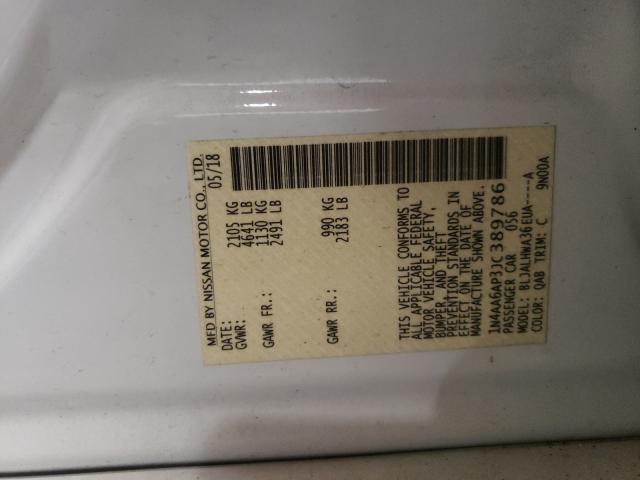 MFD BY NISSAN MOTOR CO., LTD.
DATE: 05/18
GVWR: 2105 KG
4641 LB
GAWR FR.: 1130 KG
2491 LB
GAWR RR.: 990 KG
2183 LB
THIS VEHICLE CONFORMS TO
ALL APPLICABLE FEDERAL
MOTOR VEHICLE SAFETY,
BUMPER, AND THEFT
PREVENTION STANDARDS IN
EFFECT ON THE DATE OF
MANUFACTURE SHOWN ABOVE.
1N4AA6AP3JC389786
PASSENGER CAR 056
MODEL: BLJALHWA36EUA-----A
COLOR: QAB TRIM: C 9N00A